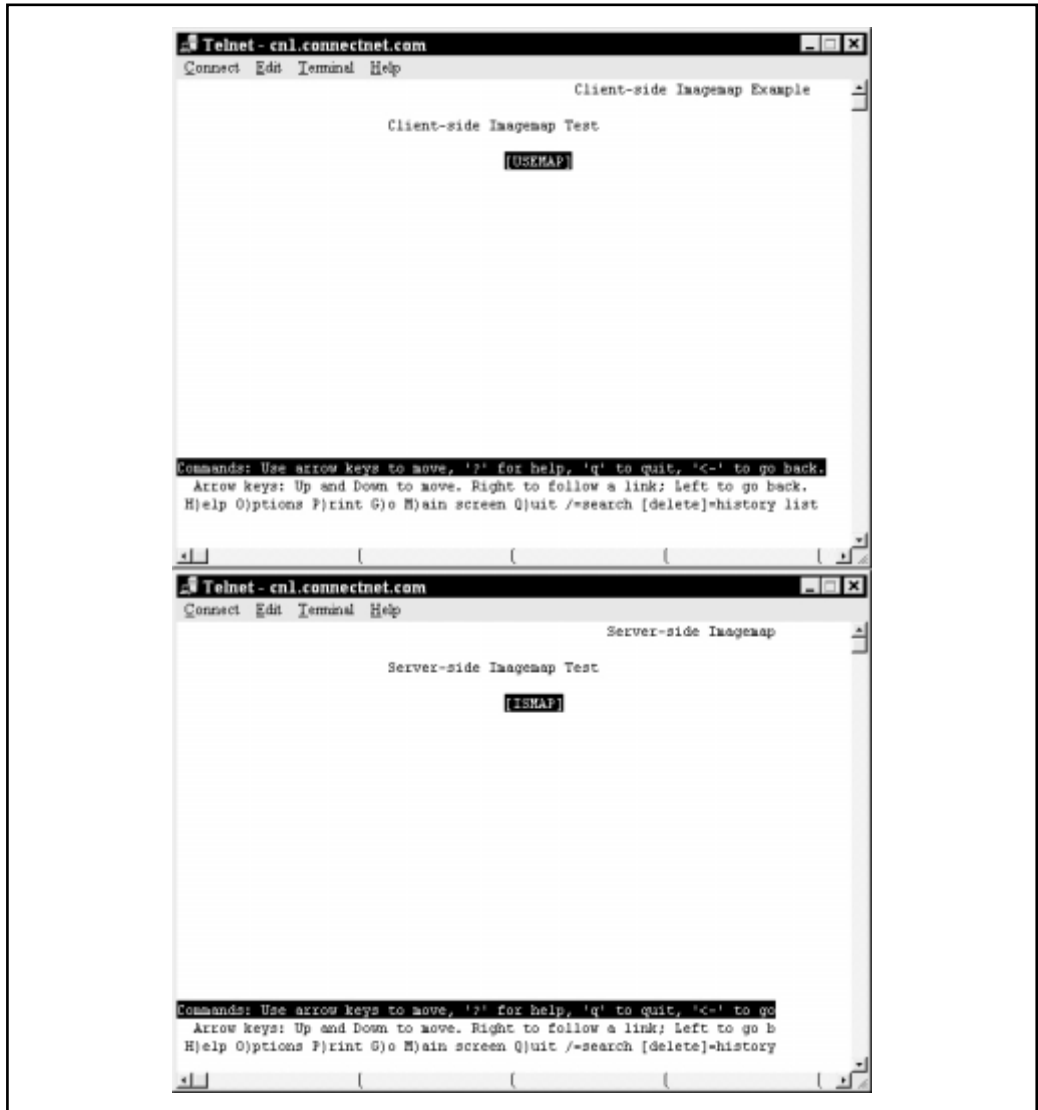 Telnet - cn1.connectnet.com
Connect Edit Terminal Help
Client-side Imagemap Example
Client-side Imagemap Test
[USEMAP]
Commands: Use arrow keys to move, '?' for help, 'q' to quit, '<-' to go back.
Arrow keys: Up and Down to move. Right to follow a link; Left to go back.
H)elp O)ptions P)rint G)o M)ain screen Q)uit /=search [delete]=history list
Telnet - cn1.connectnet.com
Connect Edit Terminal Help
Server-side Imagemap
Server-side Imagemap Test
[ISMAP]
Commands: Use arrow keys to move, '?' for help, 'q' to quit, '<-' to go
Arrow keys: Up and Down to move. Right to follow a link; Left to go b
H)elp O)ptions P)rint G)o M)ain screen Q)uit /=search [delete]=history